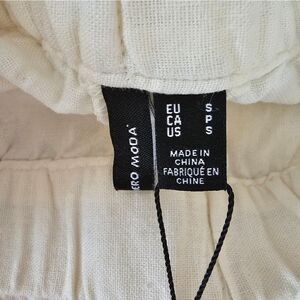 ERO MODA
EU S
CA P
US S
MADE IN
CHINA
FABRIQUÉ EN
CHINE